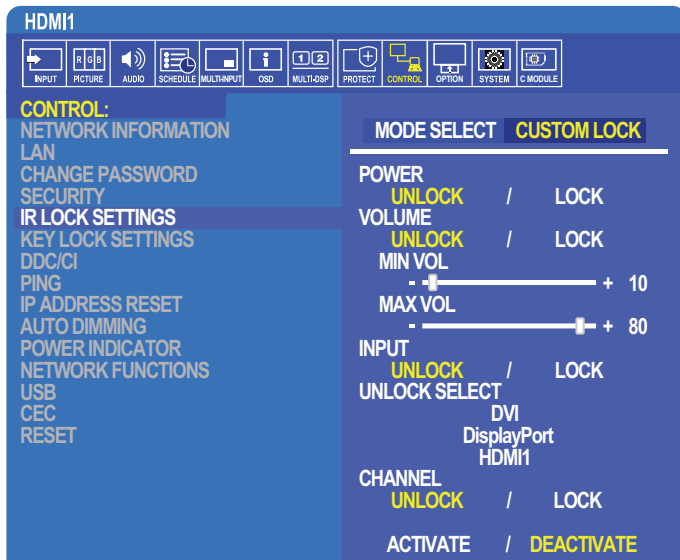 HDMI1
INPUT PICTURE AUDIO SCHEDULE MULTI-INPUT OSD MULTI-DSP PROTECT CONTROL OPTION SYSTEM C MODULE
CONTROL:
NETWORK INFORMATION
LAN
CHANGE PASSWORD
SECURITY
IR LOCK SETTINGS
KEY LOCK SETTINGS
DDC/CI
PING
IP ADDRESS RESET
AUTO DIMMING
POWER INDICATOR
NETWORK FUNCTIONS
USB
CEC
RESET
MODE SELECT CUSTOM LOCK
POWER
UNLOCK / LOCK
VOLUME
UNLOCK / LOCK
MIN VOL
- + 10
MAX VOL
- + 80
INPUT
UNLOCK / LOCK
UNLOCK SELECT
DVI
DisplayPort
HDMI1
CHANNEL
UNLOCK / LOCK
ACTIVATE / DEACTIVATE